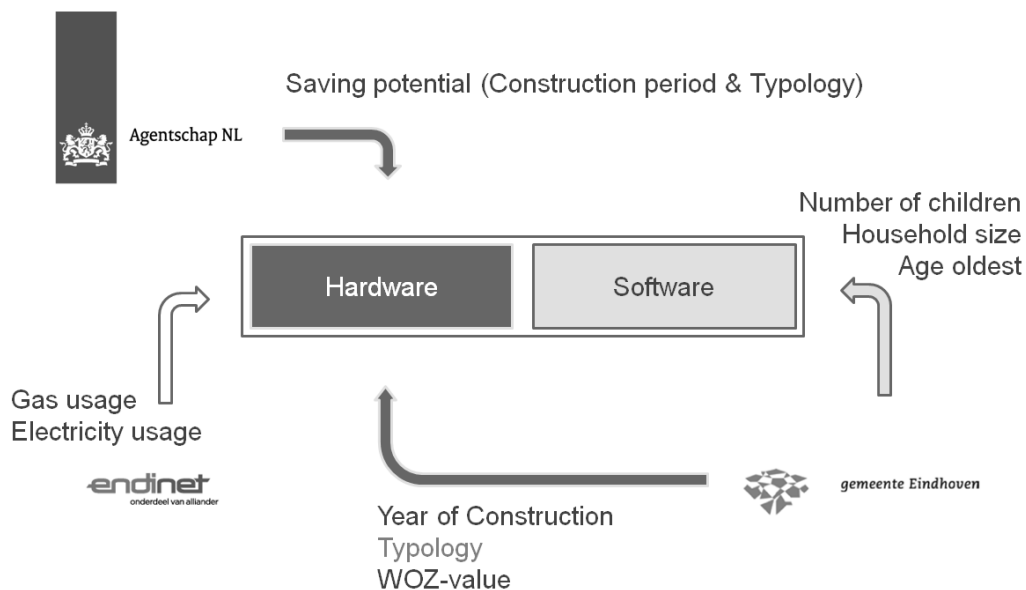 Saving potential (Construction period & Typology)
Agentschap NL
Number of children
Household size
Age oldest
Hardware
Software
Gas usage
Electricity usage
endinet
onderdeel van alliander
gemeente Eindhoven
Year of Construction
Typology
WOZ-value